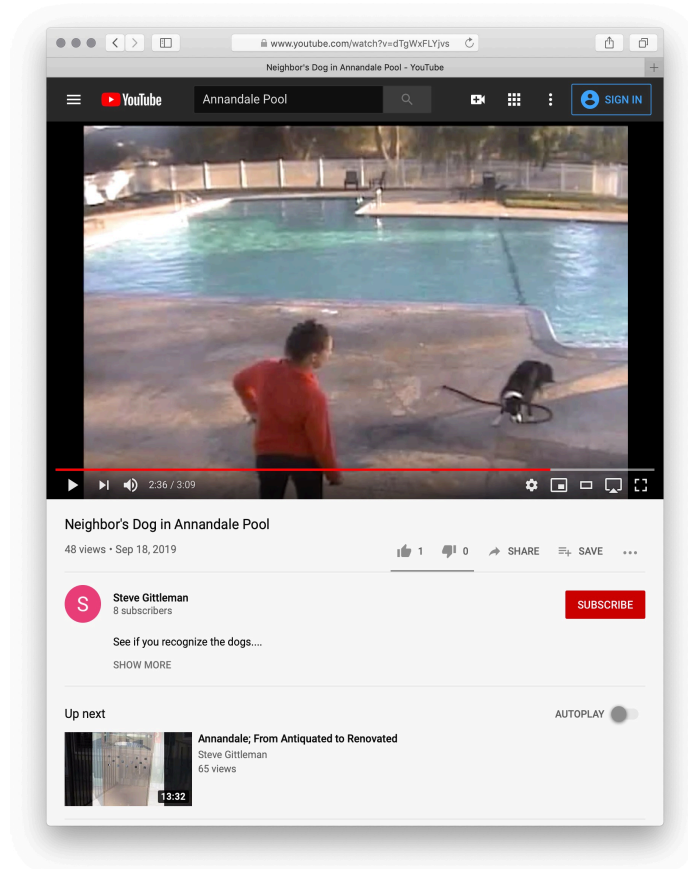 www.youtube.com/watch?v=dTgWxFLYjvs
Neighbor's Dog in Annandale Pool - YouTube
YouTube
Annandale Pool
SIGN IN
2:36 / 3:09
Neighbor's Dog in Annandale Pool
48 views • Sep 18, 2019
1
0
SHARE
SAVE
S
Steve Gittleman
8 subscribers
SUBSCRIBE
See if you recognize the dogs....
SHOW MORE
Up next
AUTOPLAY
Annandale; From Antiquated to Renovated
Steve Gittleman
65 views
13:32